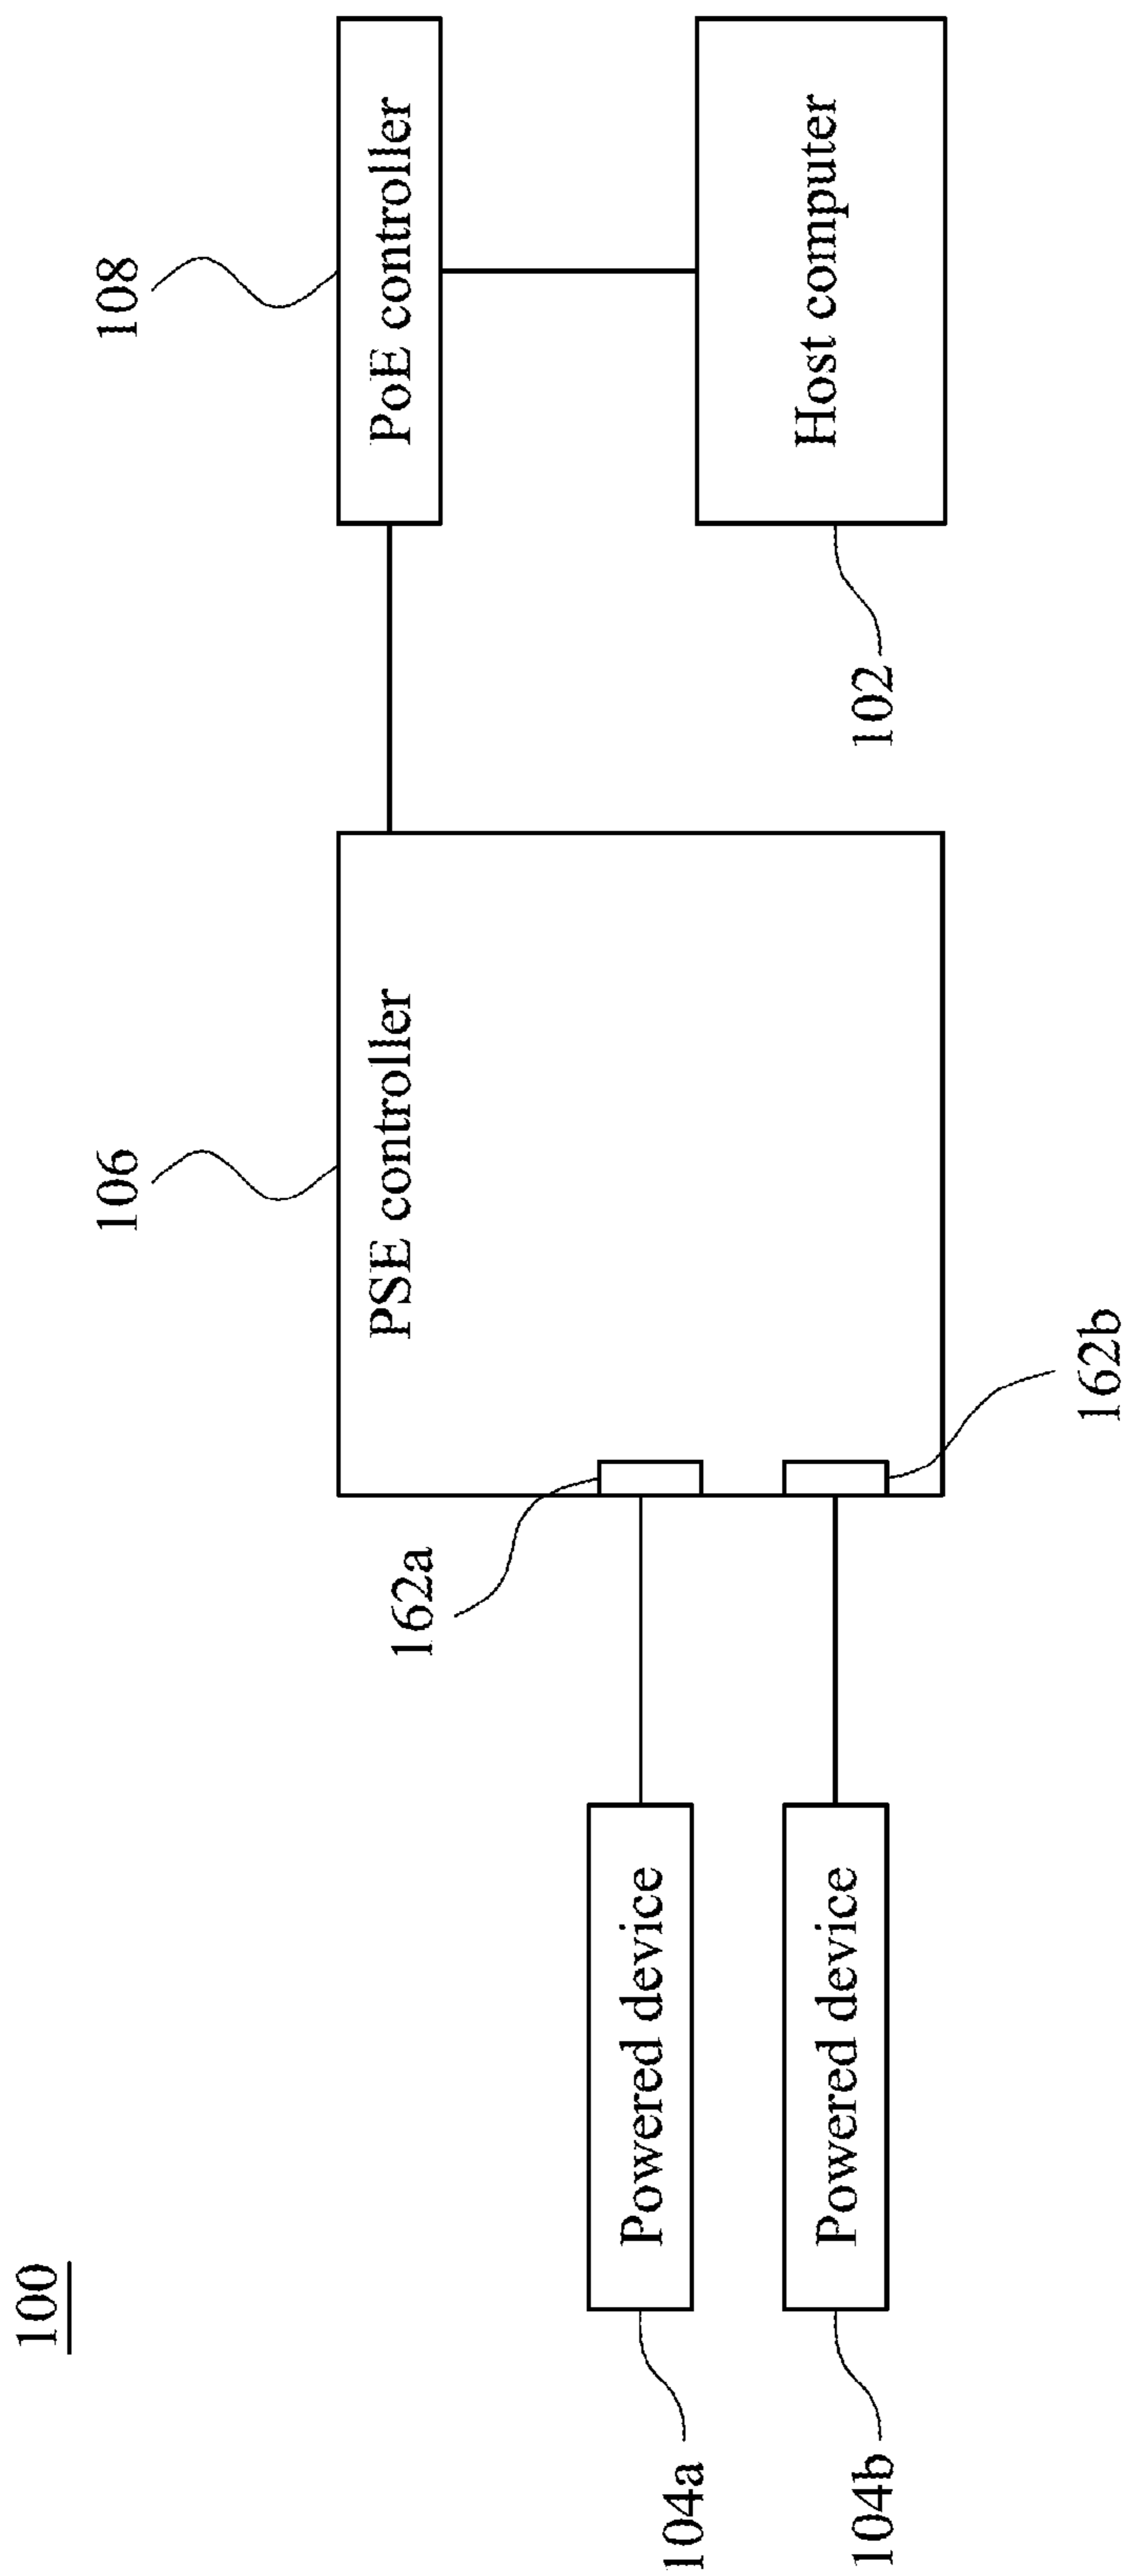 100
106
108
PSE controller
PoE controller
162a
104a
Powered device
104b
Powered device
162b
102
Host computer